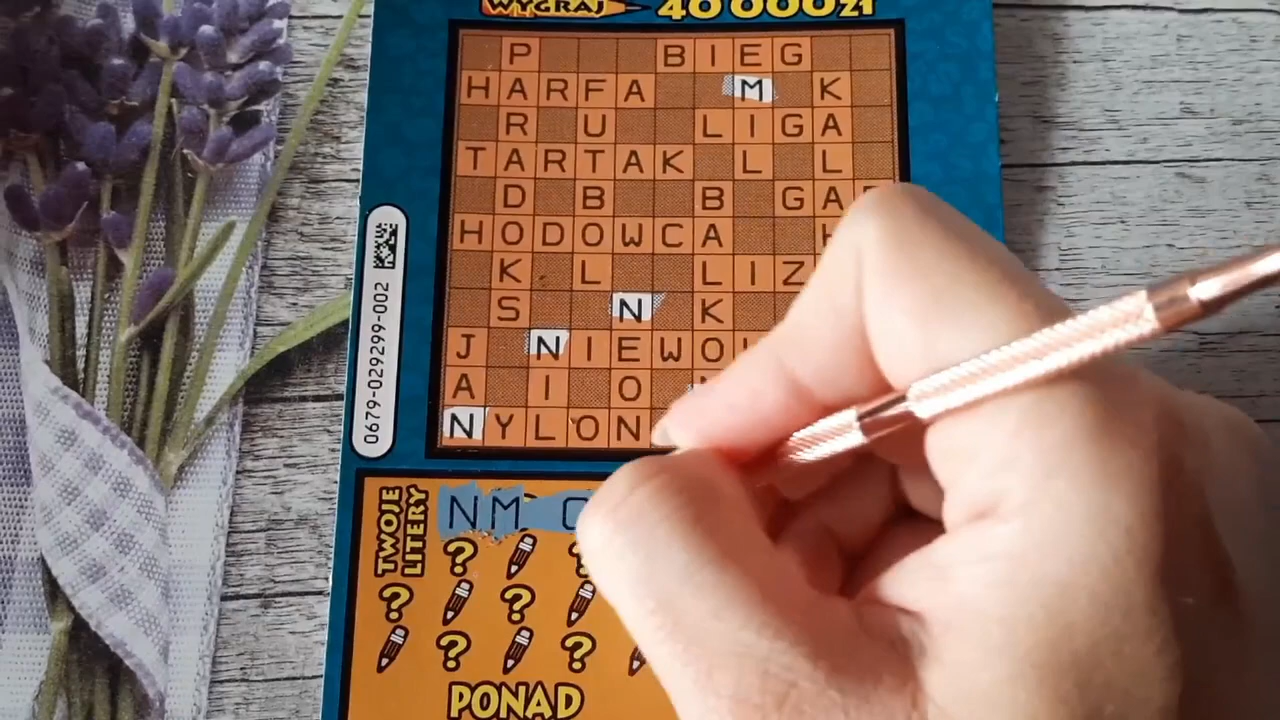 WYGRAJ 40 000 zł
P BIEG
HARFA M K
R U LIGA
TARTAK L L
D B B GA
HODOWCA
K L LIZ
S N K
J NIEWO
A I O
NYLON
0679-029299-002
TWOJE LITERY
NM
? ?
? ?
? ?
PONAD